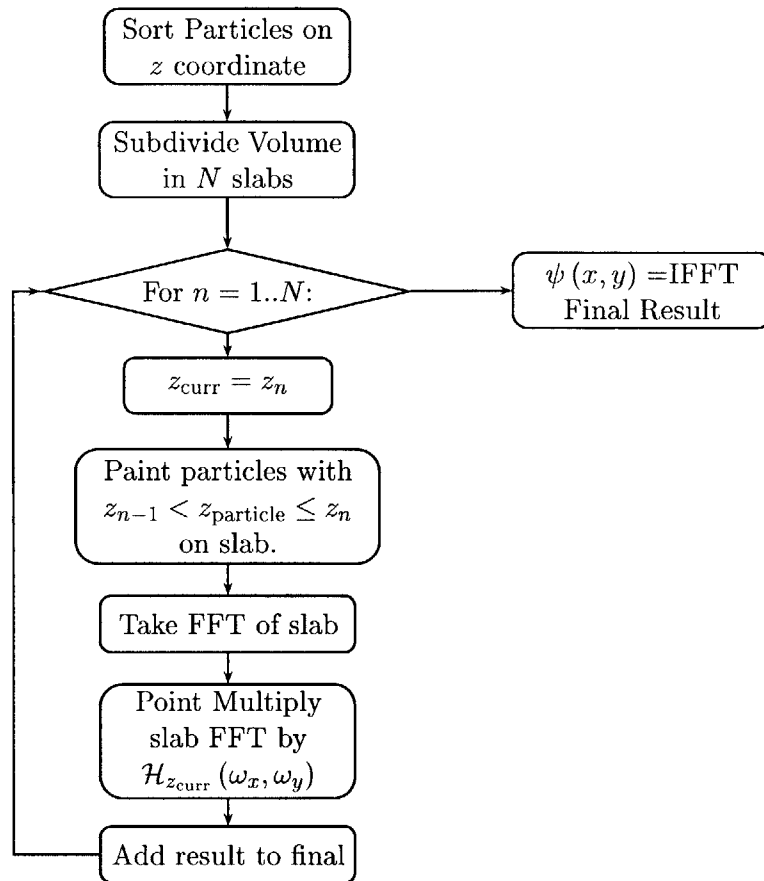 Sort Particles on
z coordinate
Subdivide Volume
in N slabs
For n = 1..N:
ψ (x, y) =IFFT
Final Result
z_curr = z_n
Paint particles with
z_{n−1} < z_particle ≤ z_n
on slab.
Take FFT of slab
Point Multiply
slab FFT by
ℋ_{z_curr} (ω_x, ω_y)
Add result to final